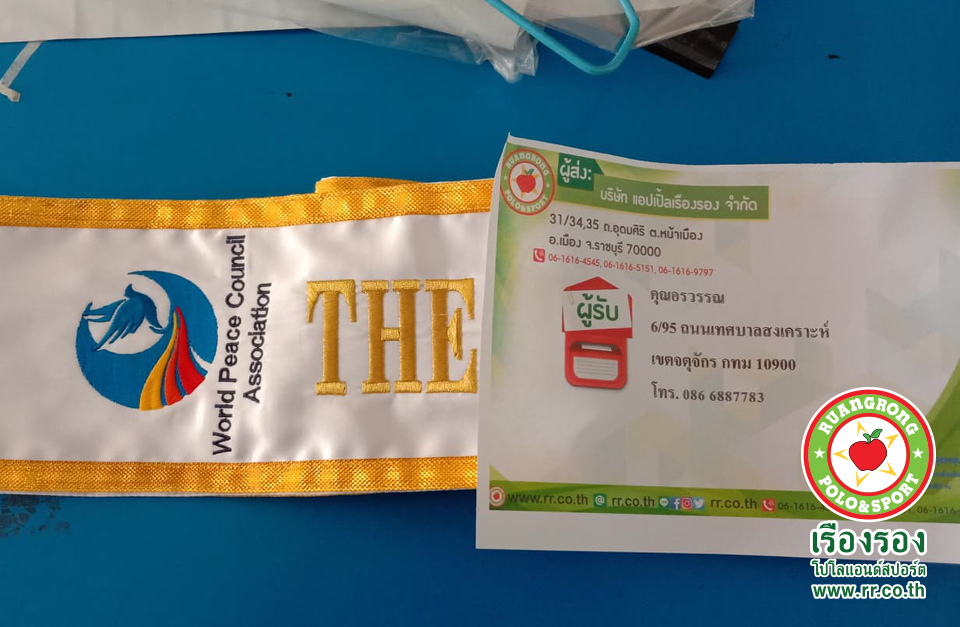 World Peace Council
Association
THE
RUANGRONG
POLO & SPORT
ผู้ส่ง:
บริษัท แอปเปิ้ลเรืองรอง จำกัด
31/34,35 ถ.อุดมศิริ ต.หน้าเมือง
อ.เมือง จ.ราชบุรี 70000
06-1616-4545, 06-1616-5151, 06-1616-9797
ผู้รับ
คุณอรวรรณ
6/95 ถนนเทศบาลสงเคราะห์
เขตจตุจักร กทม 10900
โทร. 086 6887783
www.rr.co.th rr.co.th rr.co.th
RUANGRONG
POLO&SPORT
เรืองรอง
โปโลแอนด์สปอร์ต
www.rr.co.th